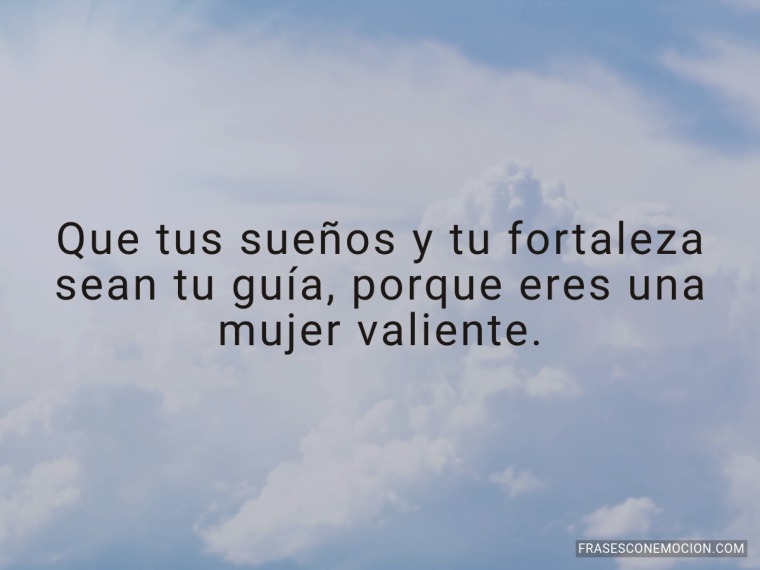 Que tus sueños y tu fortaleza
sean tu guía, porque eres una
mujer valiente.
FRASESCONEMOCION.COM